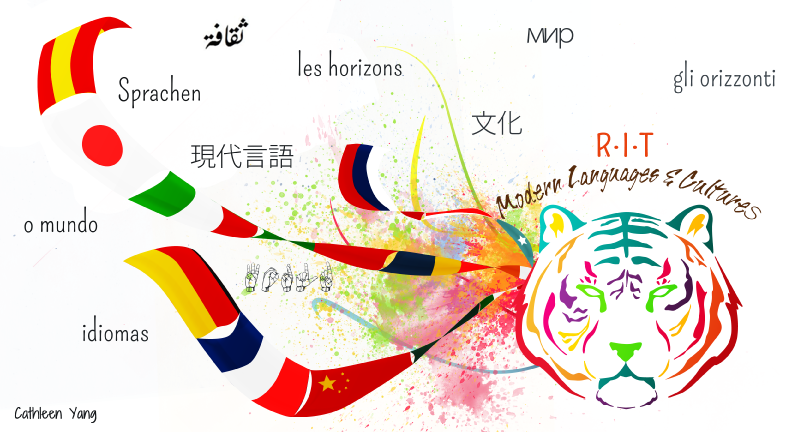 ثقافة
мир
les horizons
gli orizzonti
Sprachen
文化
現代言語
R·I·T
Modern Languages & Cultures
o mundo
idiomas
Cathleen Yang